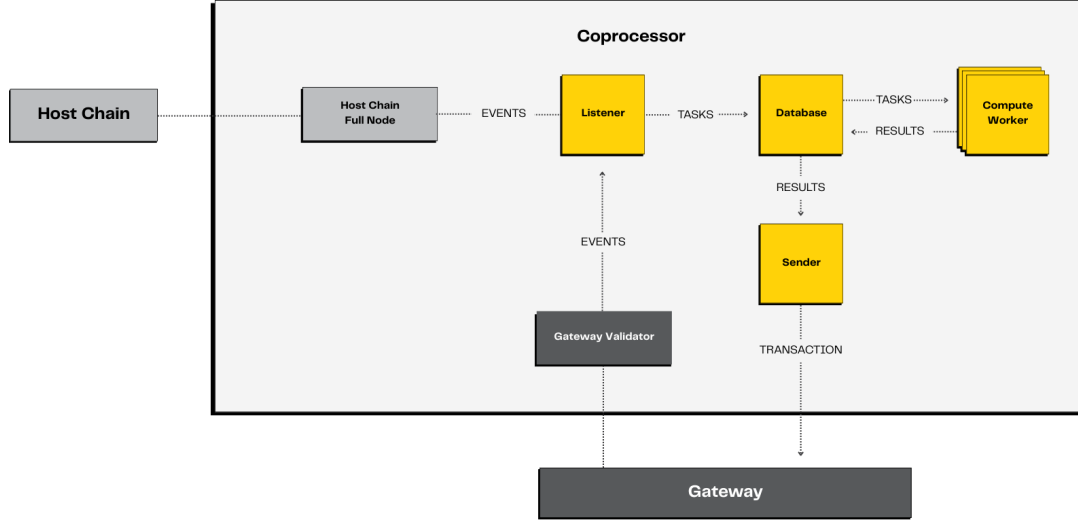 Coprocessor
Host Chain
Host Chain
Full Node
EVENTS
Listener
TASKS
Database
TASKS
RESULTS
Compute
Worker
RESULTS
EVENTS
Sender
Gateway Validator
TRANSACTION
Gateway